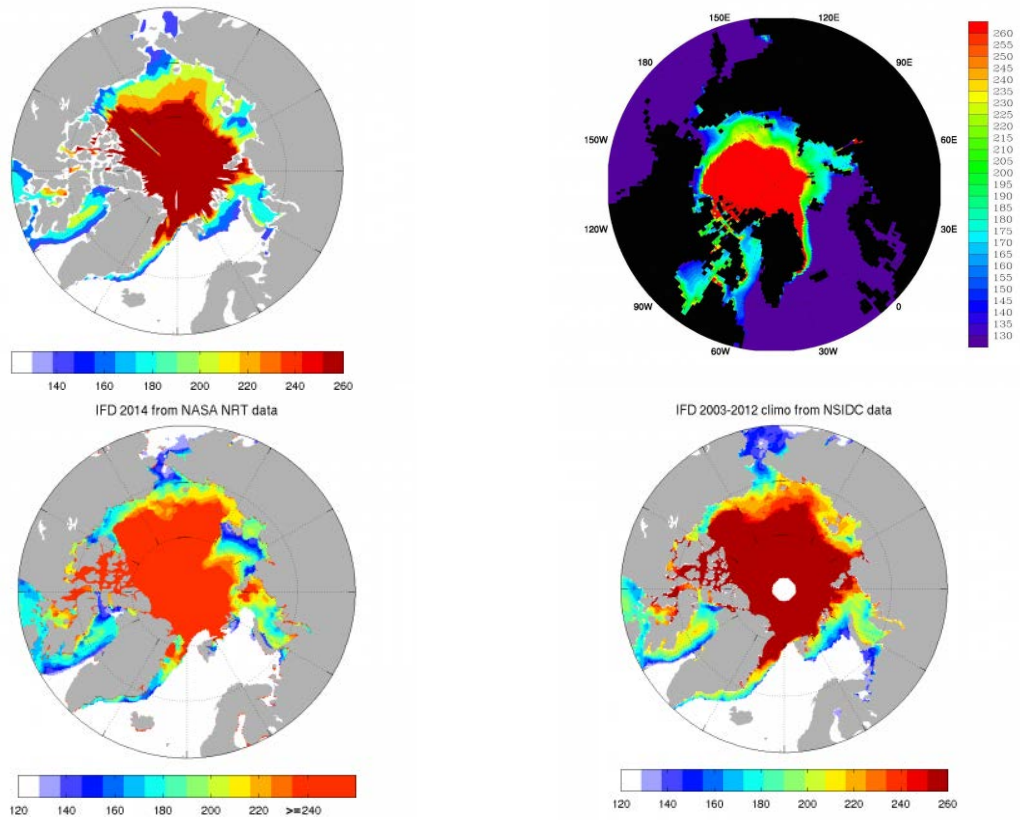 150E 120E
180 90E
150W 60E
120W 30E
90W 0
60W 30W
260
255
250
245
240
235
230
225
220
215
210
205
200
195
190
185
180
175
170
165
160
155
150
145
140
135
130
140 160 180 200 220 240 260
IFD 2014 from NASA NRT data
IFD 2003-2012 climo from NSIDC data
120 140 160 180 200 220 >=240
120 140 160 180 200 220 240 260